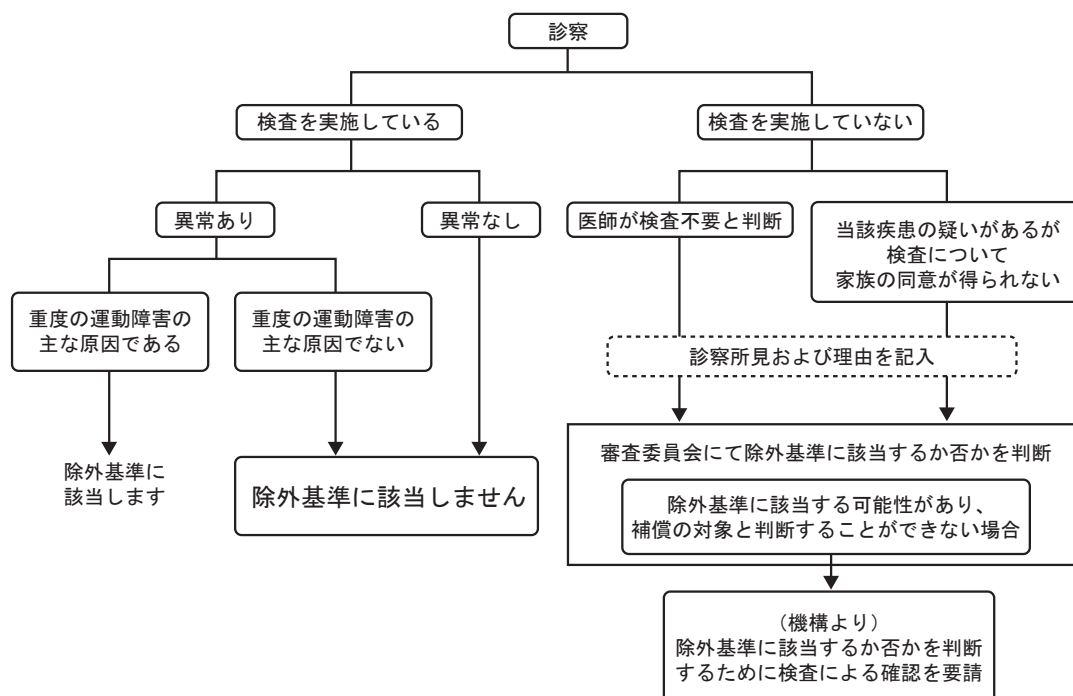 診察
検査を実施している
検査を実施していない
異常あり
異常なし
医師が検査不要と判断
当該疾患の疑いがあるが
検査について
家族の同意が得られない
重度の運動障害の
主な原因である
重度の運動障害の
主な原因でない
診察所見および理由を記入
除外基準に
該当します
除外基準に該当しません
審査委員会にて除外基準に該当するか否かを判断
除外基準に該当する可能性があり、
補償の対象と判断することができない場合
（機構より）
除外基準に該当するか否かを判断
するために検査による確認を要請